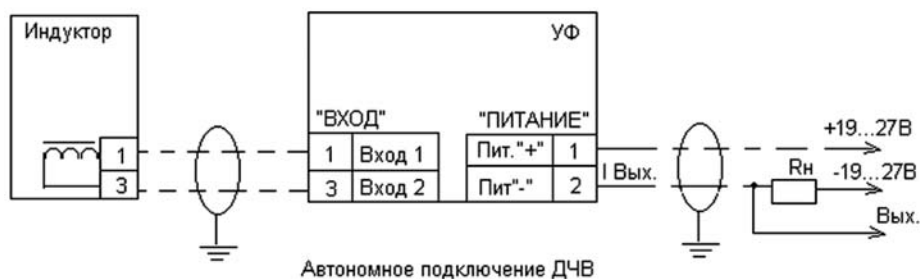 Индуктор
УФ
"ВХОД"
"ПИТАНИЕ"
+19...27В
1
1
Вход 1
Пит."+"
1
I Вых.
3
3
Вход 2
Пит"-"
2
Rн
-19...27В
Вых.
Автономное подключение ДЧВ